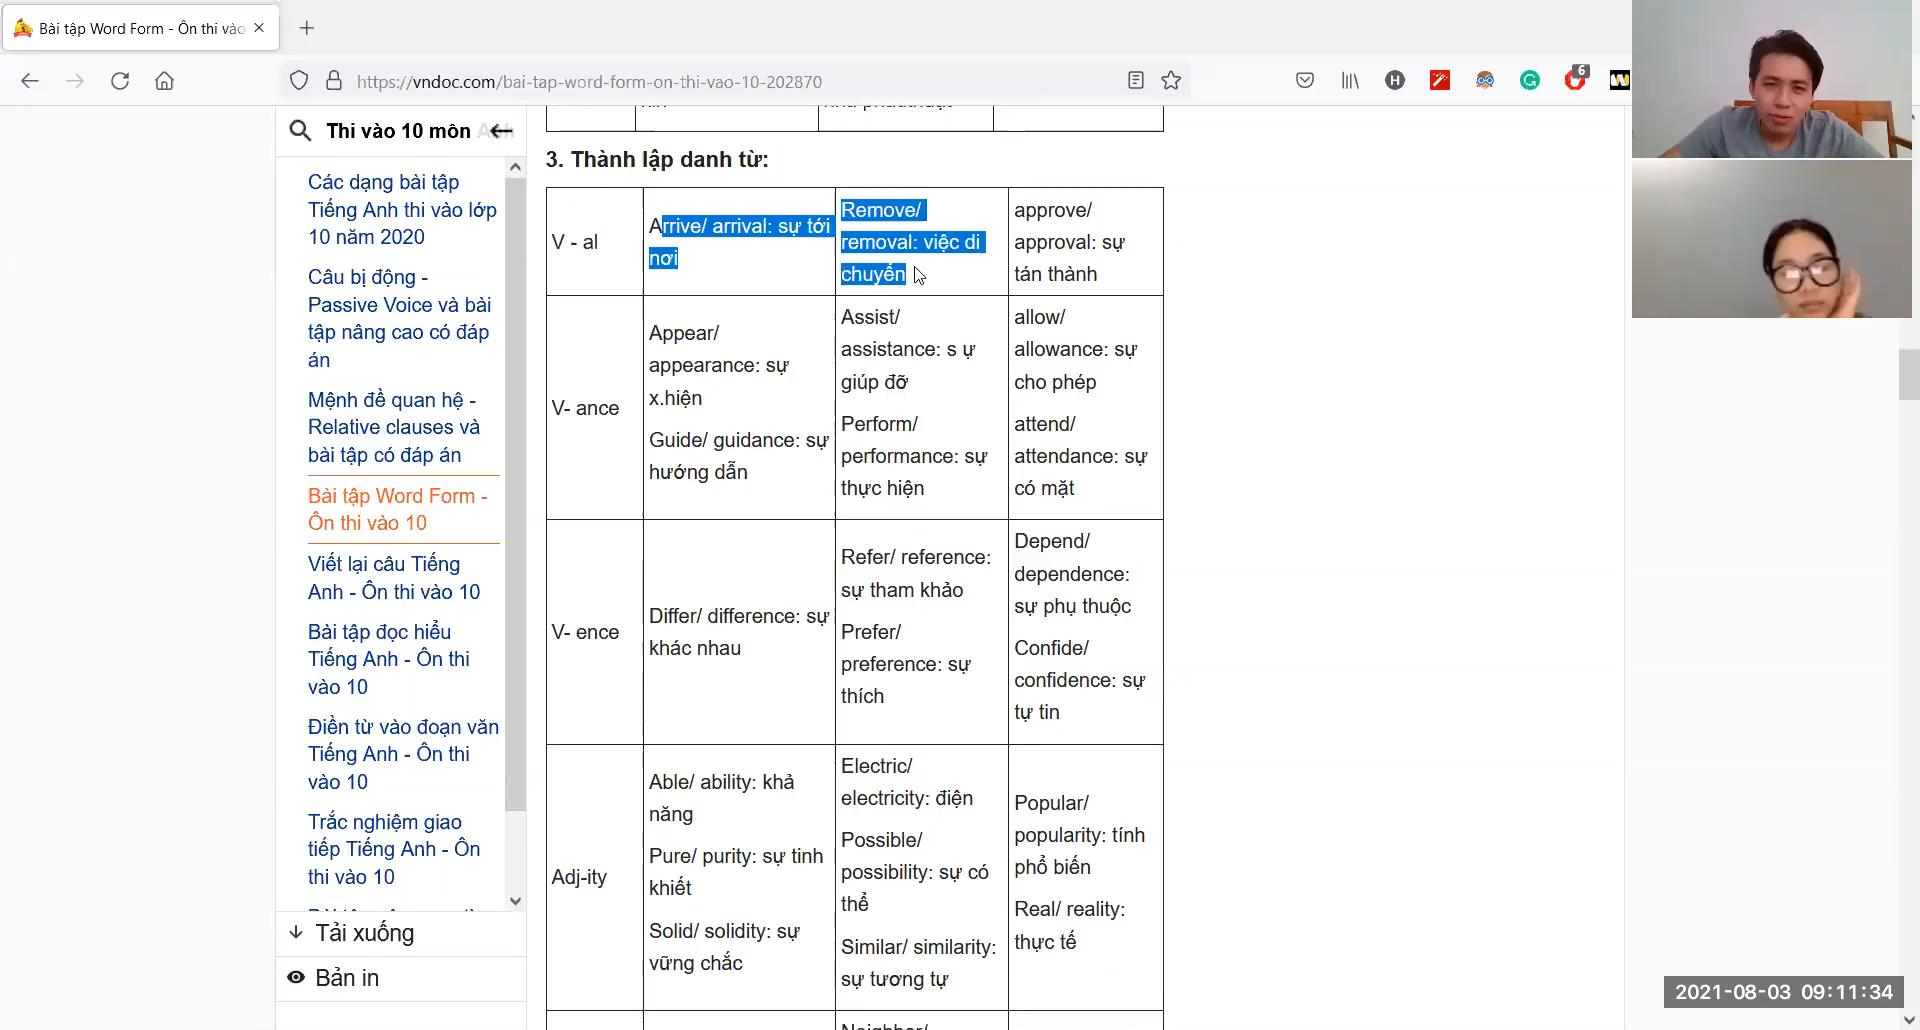 Bài tập Word Form - Ôn thi vào
https://vndoc.com/bai-tap-word-form-on-thi-vao-10-202870
6
Thi vào 10 môn Anh
Các dạng bài tập
Tiếng Anh thi vào lớp
10 năm 2020
Câu bị động -
Passive Voice và bài
tập nâng cao có đáp
án
Mệnh đề quan hệ -
Relative clauses và
bài tập có đáp án
Bài tập Word Form -
Ôn thi vào 10
Viết lại câu Tiếng
Anh - Ôn thi vào 10
Bài tập đọc hiểu
Tiếng Anh - Ôn thi
vào 10
Điền từ vào đoạn văn
Tiếng Anh - Ôn thi
vào 10
Trắc nghiệm giao
tiếp Tiếng Anh - Ôn
thi vào 10
Tải xuống
Bản in
3. Thành lập danh từ:
V - al
Arrive/ arrival: sự tới
nơi
Remove/
removal: việc di
chuyển
approve/
approval: sự
tán thành
V- ance
Appear/
appearance: sự
x.hiện
Guide/ guidance: sự
hướng dẫn
Assist/
assistance: s ự
giúp đỡ
Perform/
performance: sự
thực hiện
allow/
allowance: sự
cho phép
attend/
attendance: sự
có mặt
V- ence
Differ/ difference: sự
khác nhau
Refer/ reference:
sự tham khảo
Prefer/
preference: sự
thích
Depend/
dependence:
sự phụ thuộc
Confide/
confidence: sự
tự tin
Adj-ity
Able/ ability: khả
năng
Pure/ purity: sự tinh
khiết
Solid/ solidity: sự
vững chắc
Electric/
electricity: điện
Possible/
possibility: sự có
thể
Similar/ similarity:
sự tương tự
Popular/
popularity: tính
phổ biến
Real/ reality:
thực tế
Neighbor/
2021-08-03 09:11:34